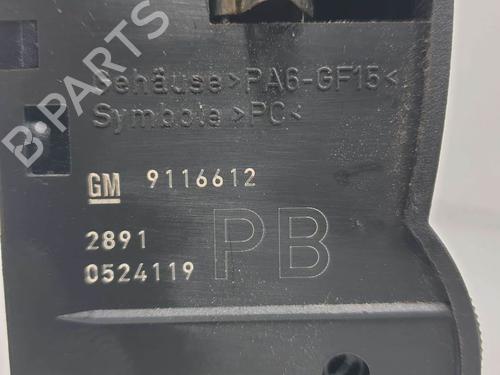 Gehäuse >PA6-GF15<
Symbole >PC<
GM 9116612
2891
0524119
PB
B-PARTS